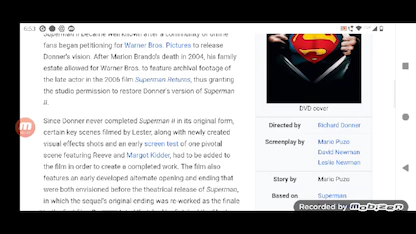 6:53
Superman II became well known after a community of online
fans began petitioning for Warner Bros. Pictures to release
Donner's vision. After Marlon Brando's death in 2004, his family
estate allowed for Warner Bros. to feature archival footage of
the late actor in the 2006 film Superman Returns, thus granting
the studio permission to restore Donner's version of Superman
II.
Since Donner never completed Superman II in its original form,
certain key scenes filmed by Lester, along with newly created
visual effects shots and an early screen test of one pivotal
scene featuring Reeve and Margot Kidder, had to be added to
the film in order to create a completed work. The film also
features an early developed alternate opening and ending that
were both envisioned before the theatrical release of Superman,
in which the sequel's original ending was re-worked as the finale
DVD cover
Directed by Richard Donner
Screenplay by Mario Puzo
David Newman
Leslie Newman
Story by Mario Puzo
Based on Superman
Recorded by Mobizen